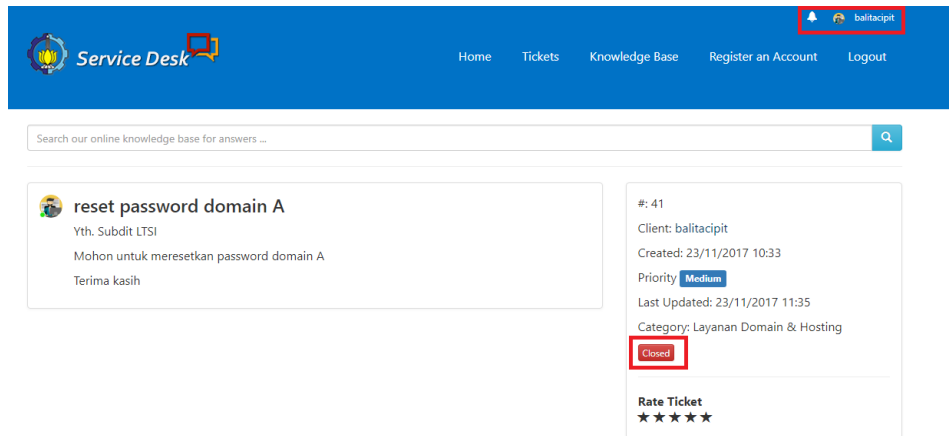 balitacipit
Service Desk
Home Tickets Knowledge Base Register an Account Logout
Search our online knowledge base for answers ...
reset password domain A
Yth. Subdit LTSI
Mohon untuk meresetkan password domain A
Terima kasih
#: 41
Client: balitacipit
Created: 23/11/2017 10:33
Priority Medium
Last Updated: 23/11/2017 11:35
Category: Layanan Domain & Hosting
Closed
Rate Ticket